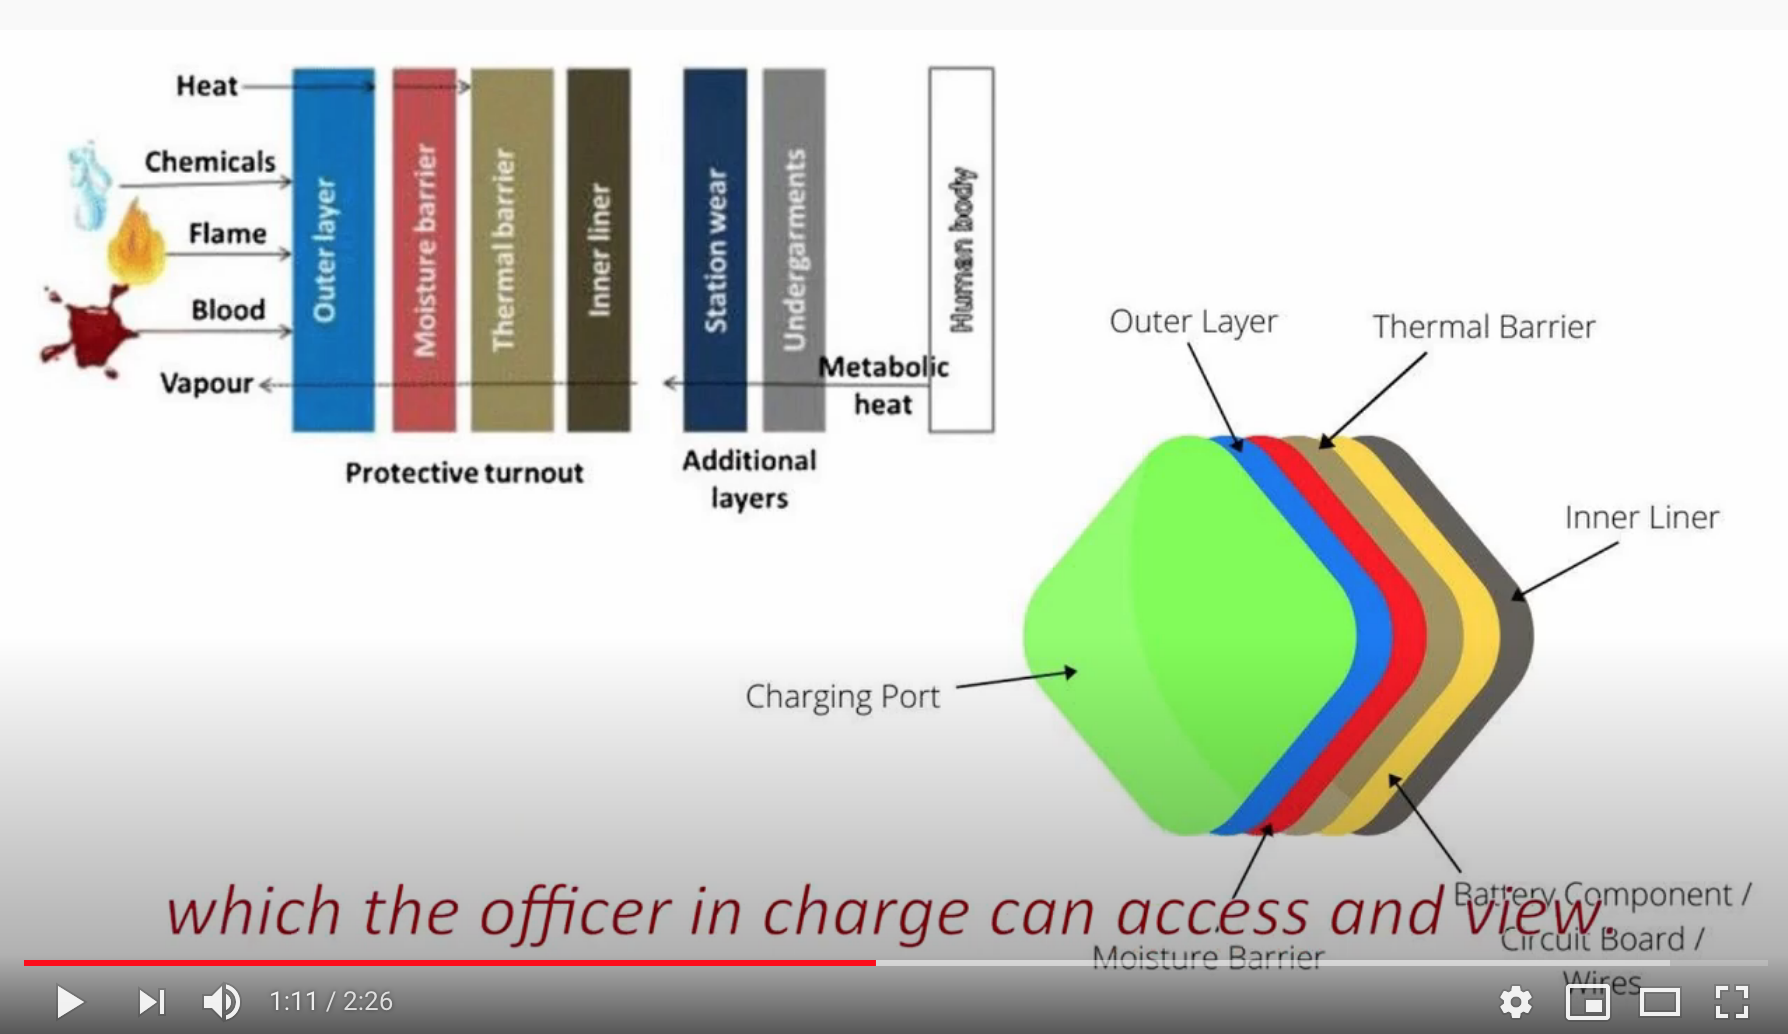 Heat
Chemicals
Flame
Blood
Vapour
Outer layer
Moisture barrier
Thermal barrier
Inner liner
Station wear
Undergarments
Human body
Metabolic
heat
Protective turnout
Additional
layers
Outer Layer
Thermal Barrier
Inner Liner
Charging Port
Battery Component /
Circuit Board /
Wires
Moisture Barrier
which the officer in charge can access and view.
1:11 / 2:26